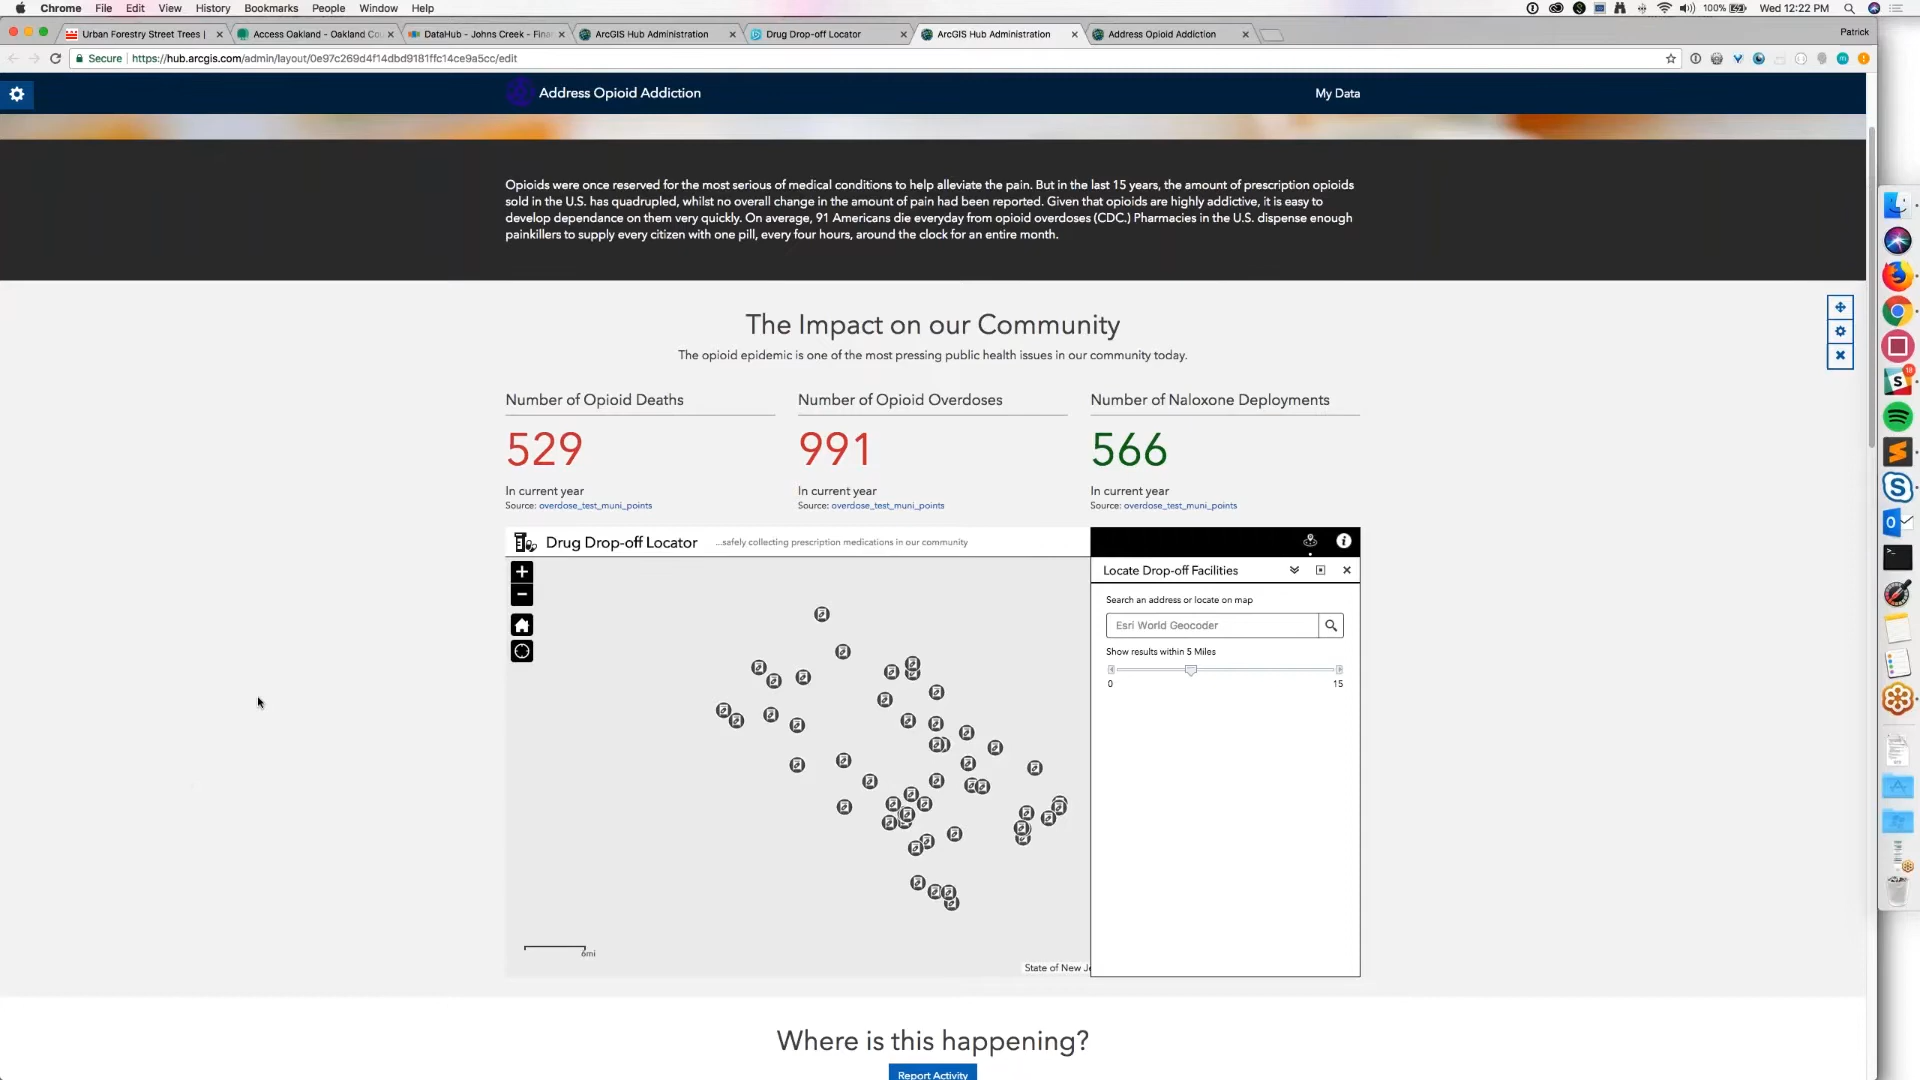 Chrome File Edit View History Bookmarks People Window Help 100% Wed 12:22 PM
Urban Forestry Street Trees | Access Oakland - Oakland Cou DataHub - Johns Creek - Finan ArcGIS Hub Administration Drug Drop-off Locator ArcGIS Hub Administration Address Opioid Addiction Patrick
Secure https://hub.arcgis.com/admin/layout/0e97c269d4f14dbd9181ffc14ce9a5cc/edit
Address Opioid Addiction My Data
Opioids were once reserved for the most serious of medical conditions to help alleviate the pain. But in the last 15 years, the amount of prescription opioids
sold in the U.S. has quadrupled, whilst no overall change in the amount of pain had been reported. Given that opioids are highly addictive, it is easy to
develop dependance on them very quickly. On average, 91 Americans die everyday from opioid overdoses (CDC.) Pharmacies in the U.S. dispense enough
painkillers to supply every citizen with one pill, every four hours, around the clock for an entire month.
The Impact on our Community
The opioid epidemic is one of the most pressing public health issues in our community today.
Number of Opioid Deaths Number of Opioid Overdoses Number of Naloxone Deployments
529 991 566
In current year In current year In current year
Source: overdose_test_muni_points Source: overdose_test_muni_points Source: overdose_test_muni_points
Drug Drop-off Locator ...safely collecting prescription medications in our community
Locate Drop-off Facilities
Search an address or locate on map
Esri World Geocoder
Show results within 5 Miles
0 15
6mi
State of New Je
Where is this happening?
Report Activity